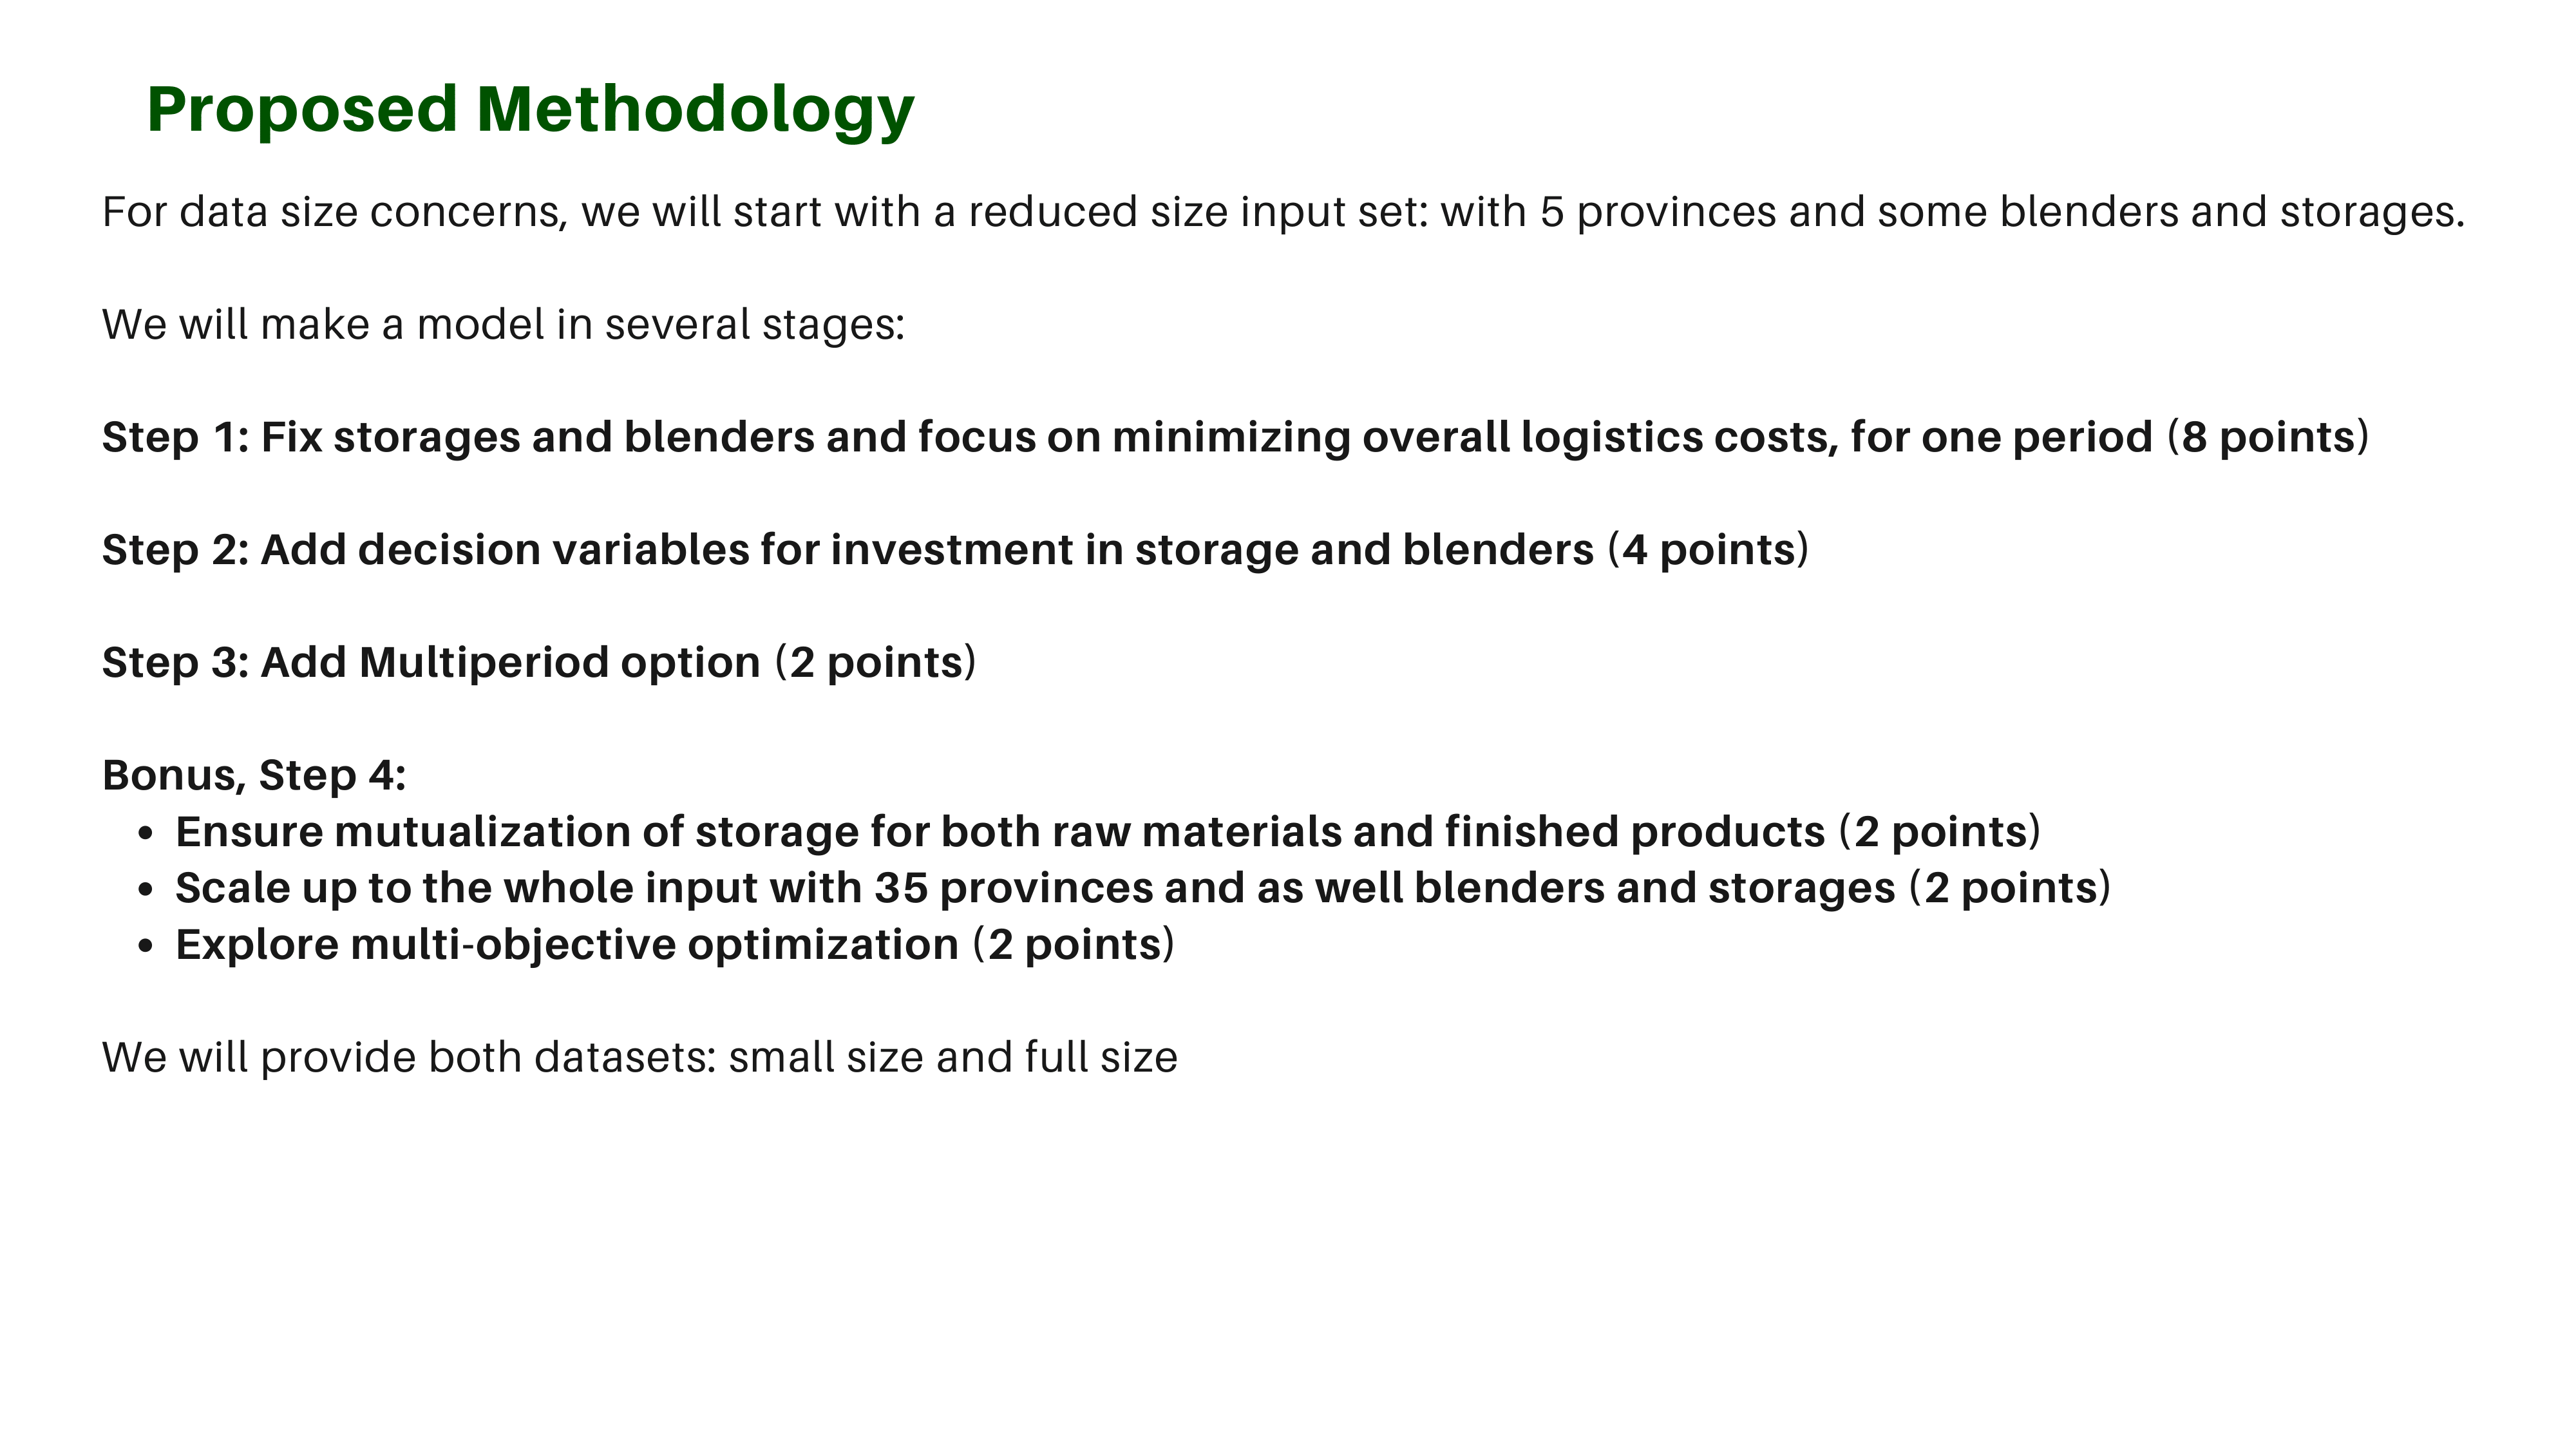 Proposed Methodology
For data size concerns, we will start with a reduced size input set: with 5 provinces and some blenders and storages.
We will make a model in several stages:
Step 1: Fix storages and blenders and focus on minimizing overall logistics costs, for one period (8 points)
Step 2: Add decision variables for investment in storage and blenders (4 points)
Step 3: Add Multiperiod option (2 points)
Bonus, Step 4:
• Ensure mutualization of storage for both raw materials and finished products (2 points)
• Scale up to the whole input with 35 provinces and as well blenders and storages (2 points)
• Explore multi-objective optimization (2 points)
We will provide both datasets: small size and full size